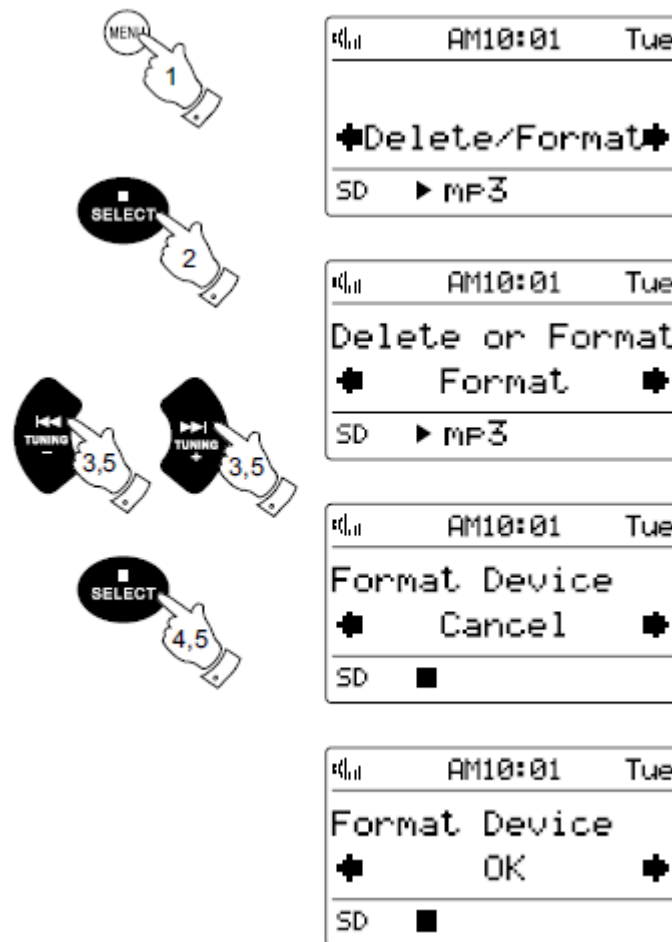 MENU
1
SELECT
2
TUNING
−
3,5
TUNING
+
3,5
SELECT
4,5
AM10:01 Tue
Delete/Format
SD mp3
AM10:01 Tue
Delete or Format
Format
SD mp3
AM10:01 Tue
Format Device
Cancel
SD
AM10:01 Tue
Format Device
OK
SD